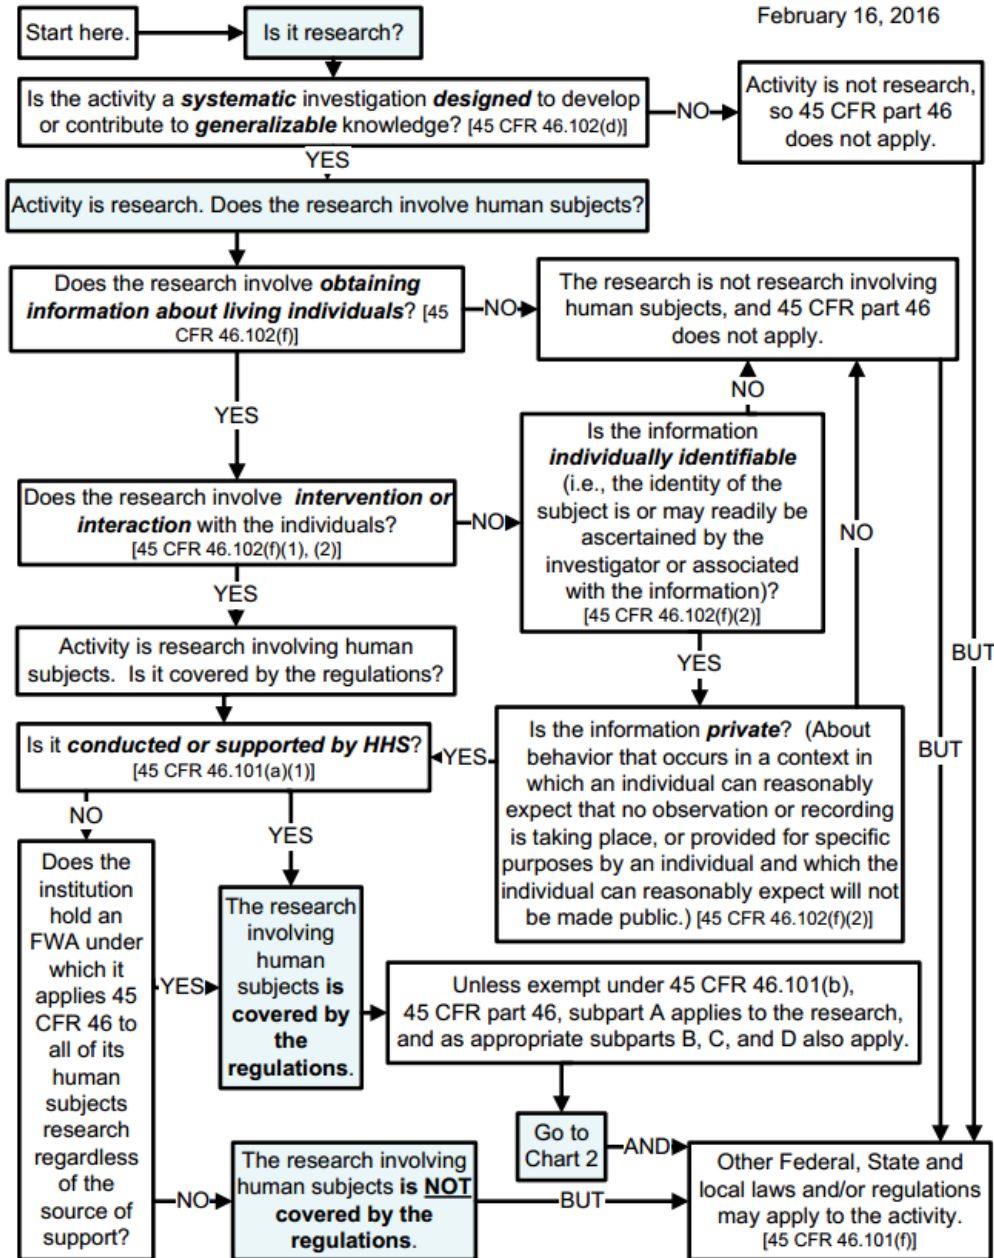 February 16, 2016
Start here.
Is it research?
Is the activity a systematic investigation designed to develop
or contribute to generalizable knowledge? [45 CFR 46.102(d)]
NO
Activity is not research,
so 45 CFR part 46
does not apply.
YES
Activity is research. Does the research involve human subjects?
Does the research involve obtaining
information about living individuals? [45
CFR 46.102(f)]
NO
The research is not research involving
human subjects, and 45 CFR part 46
does not apply.
YES
NO
Is the information
individually identifiable
(i.e., the identity of the
subject is or may readily be
ascertained by the
investigator or associated
with the information)?
[45 CFR 46.102(f)(2)]
NO
Does the research involve intervention or
interaction with the individuals?
[45 CFR 46.102(f)(1), (2)]
NO
YES
YES
BUT
Activity is research involving human
subjects. Is it covered by the regulations?
Is it conducted or supported by HHS?
[45 CFR 46.101(a)(1)]
YES
Is the information private? (About
behavior that occurs in a context in
which an individual can reasonably
expect that no observation or recording
is taking place, or provided for specific
purposes by an individual and which the
individual can reasonably expect will not
be made public.) [45 CFR 46.102(f)(2)]
BUT
NO
YES
Does the
institution
hold an
FWA under
which it
applies 45
CFR 46 to
all of its
human
subjects
research
regardless
of the
source of
support?
YES
The research
involving
human
subjects is
covered by
the
regulations.
Unless exempt under 45 CFR 46.101(b),
45 CFR part 46, subpart A applies to the research,
and as appropriate subparts B, C, and D also apply.
Go to
Chart 2
AND
NO
The research involving
human subjects is NOT
covered by the
regulations.
BUT
Other Federal, State and
local laws and/or regulations
may apply to the activity.
[45 CFR 46.101(f)]